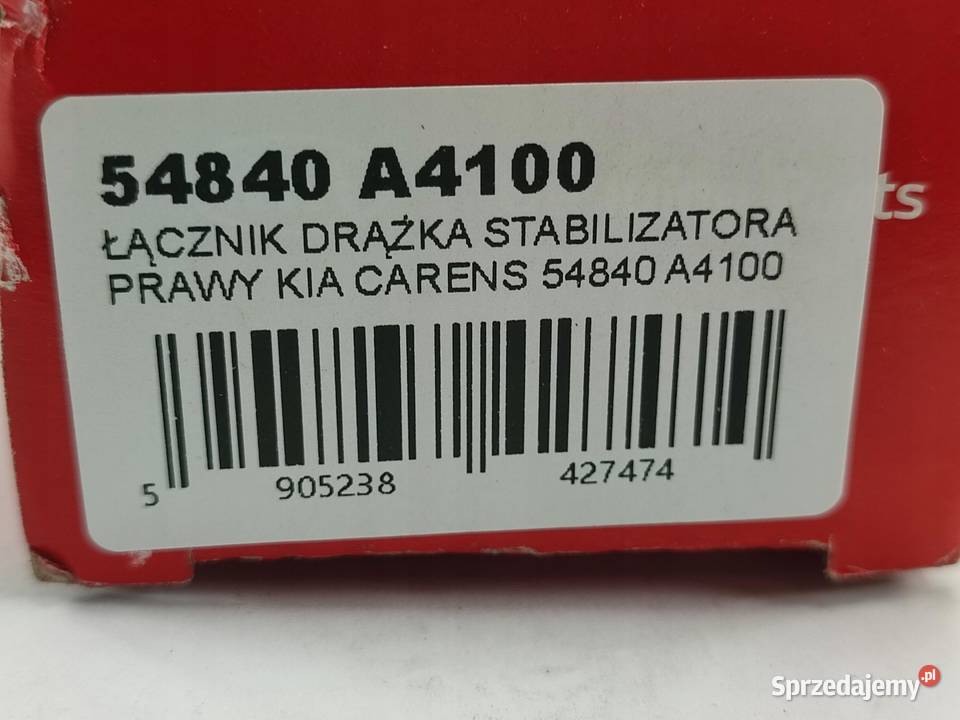 54840 A4100
ŁĄCZNIK DRĄŻKA STABILIZATORA
PRAWY KIA CARENS 54840 A4100
5 905238 427474
Sprzedajemy.pl